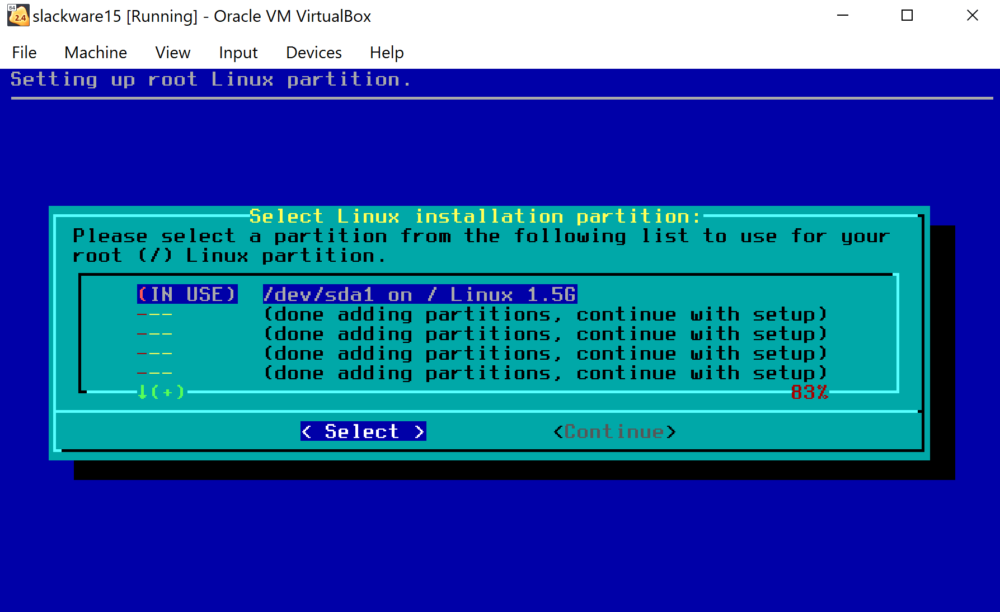 64
2.4
slackware15 [Running] - Oracle VM VirtualBox
File Machine View Input Devices Help
Setting up root Linux partition.
Select Linux installation partition:
Please select a partition from the following list to use for your
root (/) Linux partition.
(IN USE) /dev/sda1 on / Linux 1.5G
--- (done adding partitions, continue with setup)
--- (done adding partitions, continue with setup)
--- (done adding partitions, continue with setup)
--- (done adding partitions, continue with setup)
↓(+) 83%
< Select > <Continue>